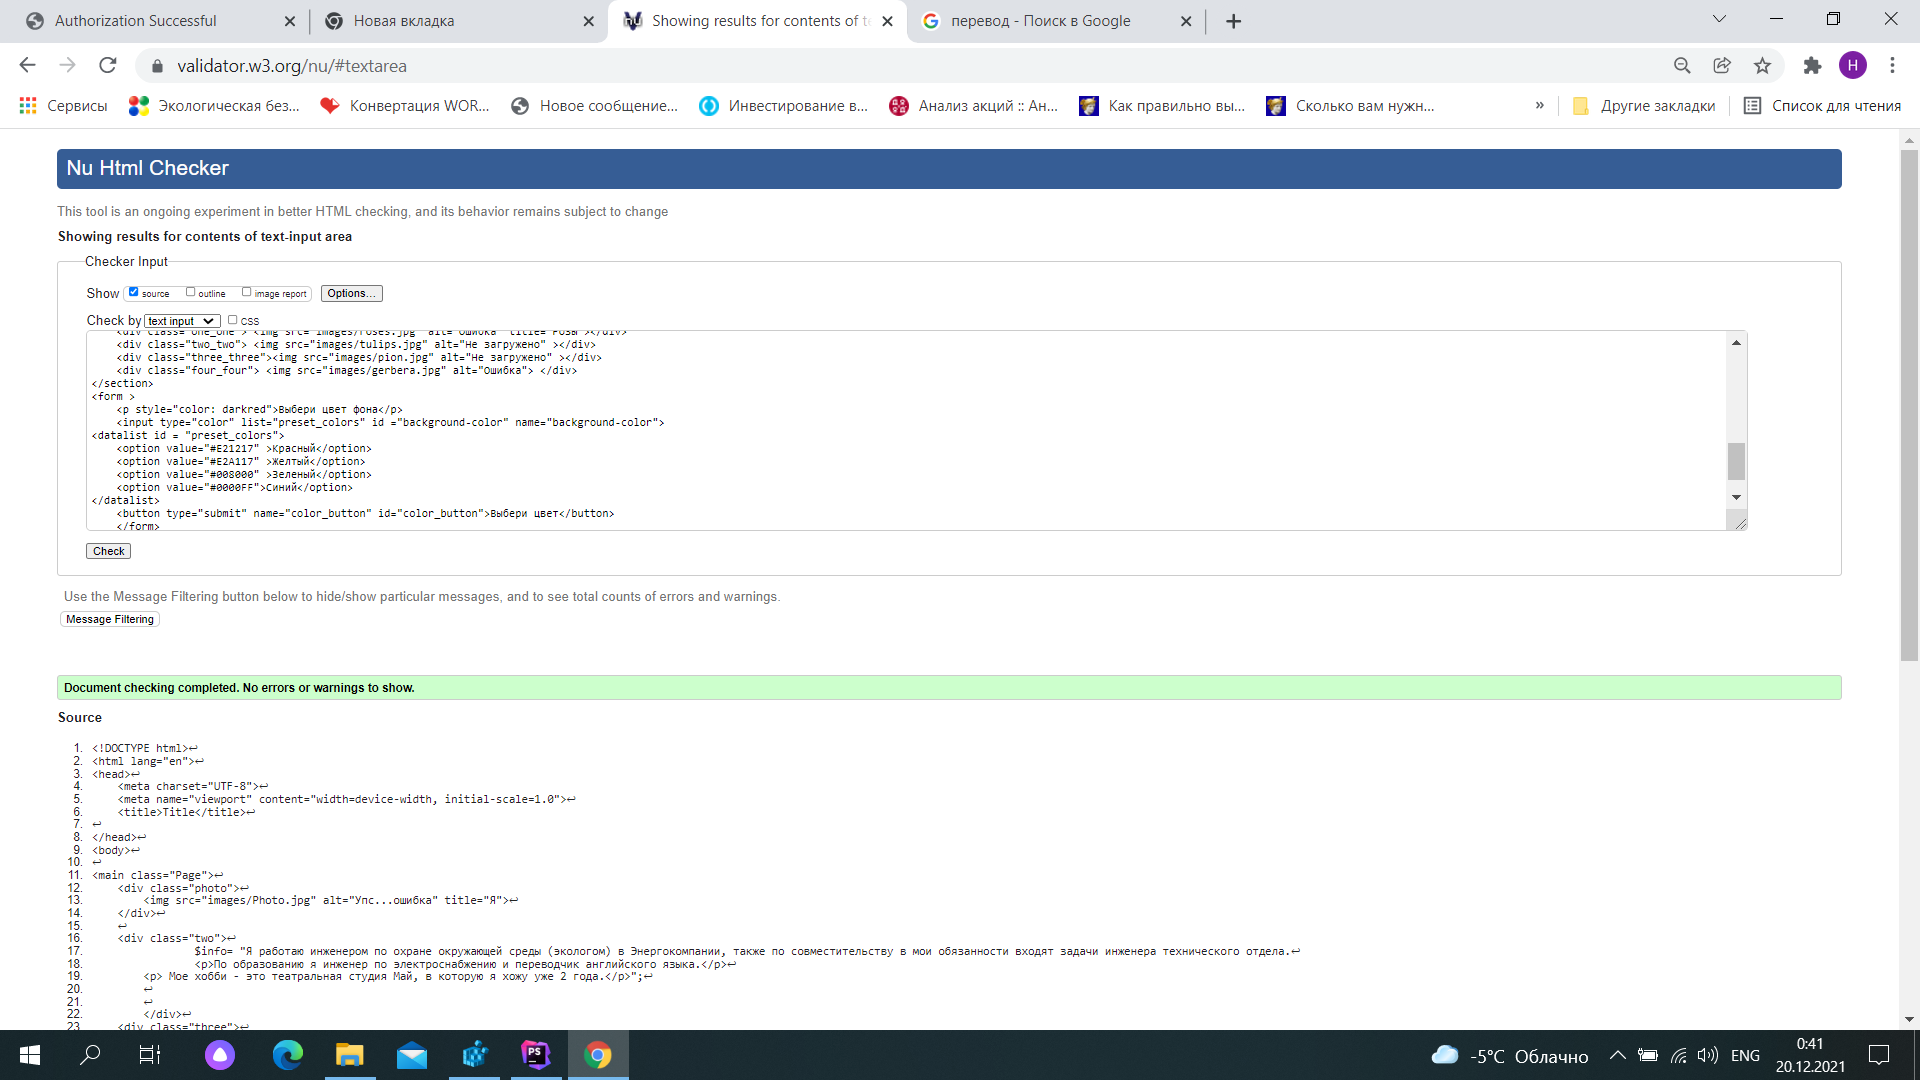 Authorization Successful
Новая вкладка
Showing results for contents of te
перевод - Поиск в Google
validator.w3.org/nu/#textarea
H
Сервисы
Экологическая без...
Конвертация WOR...
Новое сообщение...
Инвестирование в...
Анализ акций :: Ан...
Как правильно вы...
Сколько вам нужн...
»
Другие закладки
Список для чтения
Nu Html Checker
This tool is an ongoing experiment in better HTML checking, and its behavior remains subject to change
Showing results for contents of text-input area
Checker Input
Show source outline image report Options...
Check by text input CSS
<div class="one_one"> <img src="images/roses.jpg" alt="Ошибка" title="Розы"></div>
<div class="two_two"> <img src="images/tulips.jpg" alt="Не загружено" ></div>
<div class="three_three"><img src="images/pion.jpg" alt="Не загружено" ></div>
<div class="four_four"> <img src="images/gerbera.jpg" alt="Ошибка"> </div>
</section>
<form >
<p style="color: darkred">Выбери цвет фона</p>
<input type="color" list="preset_colors" id ="background-color" name="background-color">
<datalist id = "preset_colors">
<option value="#E21217" >Красный</option>
<option value="#E2A117" >Желтый</option>
<option value="#008000" >Зеленый</option>
<option value="#0000FF">Синий</option>
</datalist>
<button type="submit" name="color_button" id="color_button">Выбери цвет</button>
</form>
Check
Use the Message Filtering button below to hide/show particular messages, and to see total counts of errors and warnings.
Message Filtering
Document checking completed. No errors or warnings to show.
Source
1. <!DOCTYPE html>↩
2. <html lang="en">↩
3. <head>↩
4. <meta charset="UTF-8">↩
5. <meta name="viewport" content="width=device-width, initial-scale=1.0">↩
6. <title>Title</title>↩
7. ↩
8. </head>↩
9. <body>↩
10. ↩
11. <main class="Page">↩
12. <div class="photo">↩
13. <img src="images/Photo.jpg" alt="Упс...ошибка" title="Я">↩
14. </div>↩
15. ↩
16. <div class="two">↩
17. $info= "Я работаю инженером по охране окружающей среды (экологом) в Энергокомпании, также по совместительству в мои обязанности входят задачи инженера технического отдела.↩
18. <p>По образованию я инженер по электроснабжению и переводчик английского языка.</p>↩
19. <p> Мое хобби - это театральная студия Май, в которую я хожу уже 2 года.</p>";↩
20. ↩
21. ↩
22. </div>↩
23. <div class="three">↩
PS
-5°C Облачно
ENG
0:41
20.12.2021